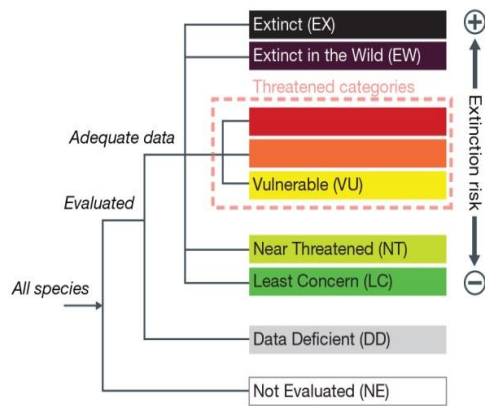 Extinct (EX)
Extinct in the Wild (EW)
Threatened categories
Adequate data
Vulnerable (VU)
Evaluated
Near Threatened (NT)
Least Concern (LC)
All species
Data Deficient (DD)
Not Evaluated (NE)
+
Extinction risk
−